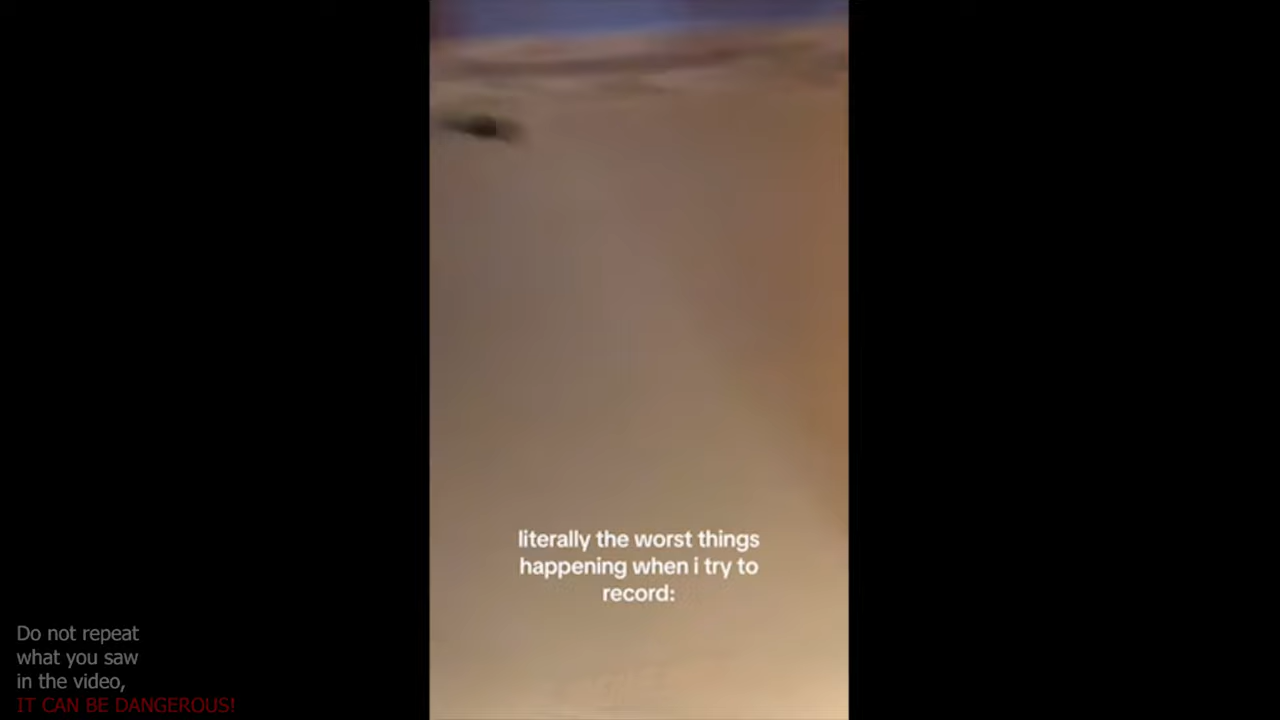 literally the worst things
happening when i try to
record:
Do not repeat
what you saw
in the video,
IT CAN BE DANGEROUS!